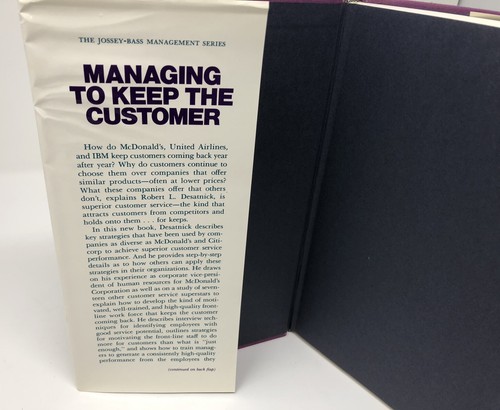 THE JOSSEY-BASS MANAGEMENT SERIES
MANAGING
TO KEEP THE
CUSTOMER
How do McDonald's, United Airlines,
and IBM keep customers coming back year
after year? Why do customers continue to
choose them over companies that offer
similar products—often at lower prices?
What these companies offer that others
don't, explains Robert L. Desatnick, is
superior customer service—the kind that
attracts customers from competitors and
holds onto them . . . for keeps.
In this new book, Desatnick describes
key strategies that have been used by com-
panies as diverse as McDonald's and Citi-
corp to achieve superior customer service
performance. And he provides step-by-step
details as to how others can apply these
strategies in their organizations. He draws
on his experience as corporate vice-presi-
dent of human resources for McDonald's
Corporation as well as on a study of seven-
teen other customer service superstars to
explain how to develop the kind of moti-
vated, well-trained, and high-quality front-
line work force that keeps the customer
coming back. He describes interview tech-
niques for identifying employees with
good service potential, outlines strategies
for motivating the front-line staff to do
more for customers than what is "just
enough," and shows how to train manag-
ers to generate a consistently high-quality
performance from the employees they
(continued on back flap)